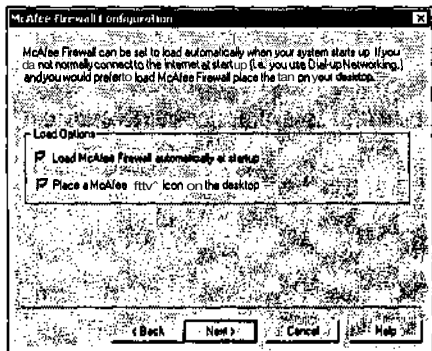 McAfee Firewall Configuration
McAfee Firewall can be set to load automatically when your system starts up If you
da not normally connect to the internet at startup (i.e. you use Dial-up Networking,)
and you would prefer to load McAfee Firewall place the tan on your desktop.
Load Options
Load McAfee Firewall automatically at startup
Place a McAfee fttv^ Icon on the desktop
< Back
Next >
Cancel
Help